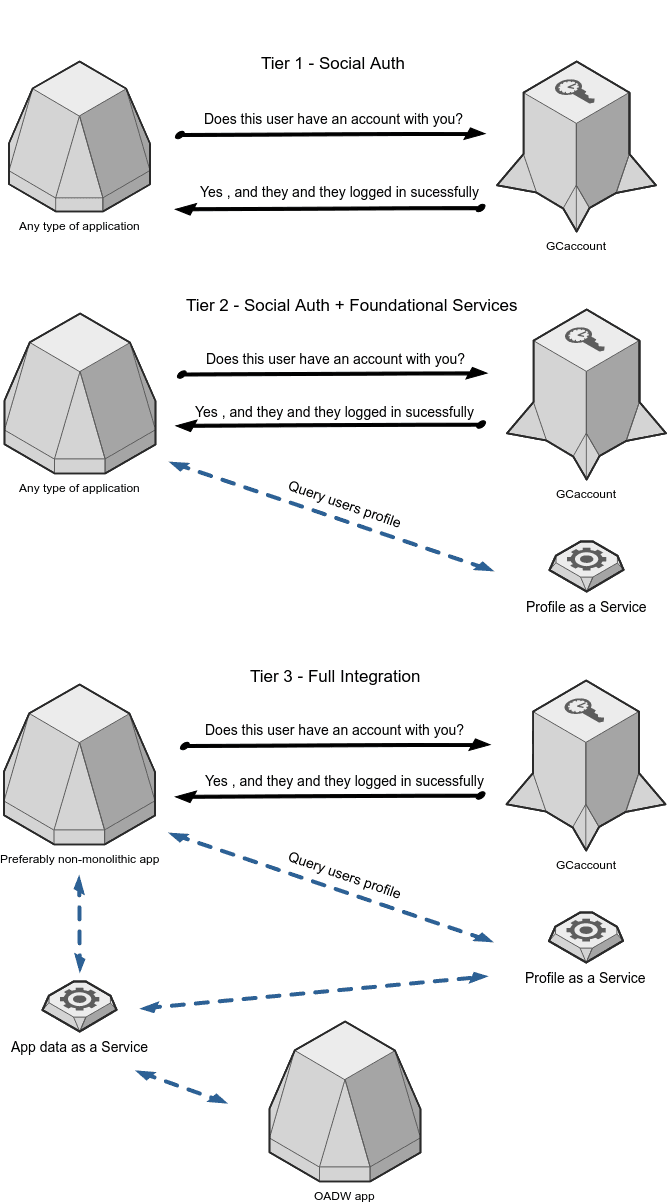 Tier 1 - Social Auth
Does this user have an account with you?
Yes , and they and they logged in sucessfully
Any type of application
GCaccount
Tier 2 - Social Auth + Foundational Services
Does this user have an account with you?
Yes , and they and they logged in sucessfully
Any type of application
GCaccount
Query users profile
Profile as a Service
Tier 3 - Full Integration
Does this user have an account with you?
Yes , and they and they logged in sucessfully
Preferably non-monolithic app
GCaccount
Query users profile
Profile as a Service
App data as a Service
OADW app